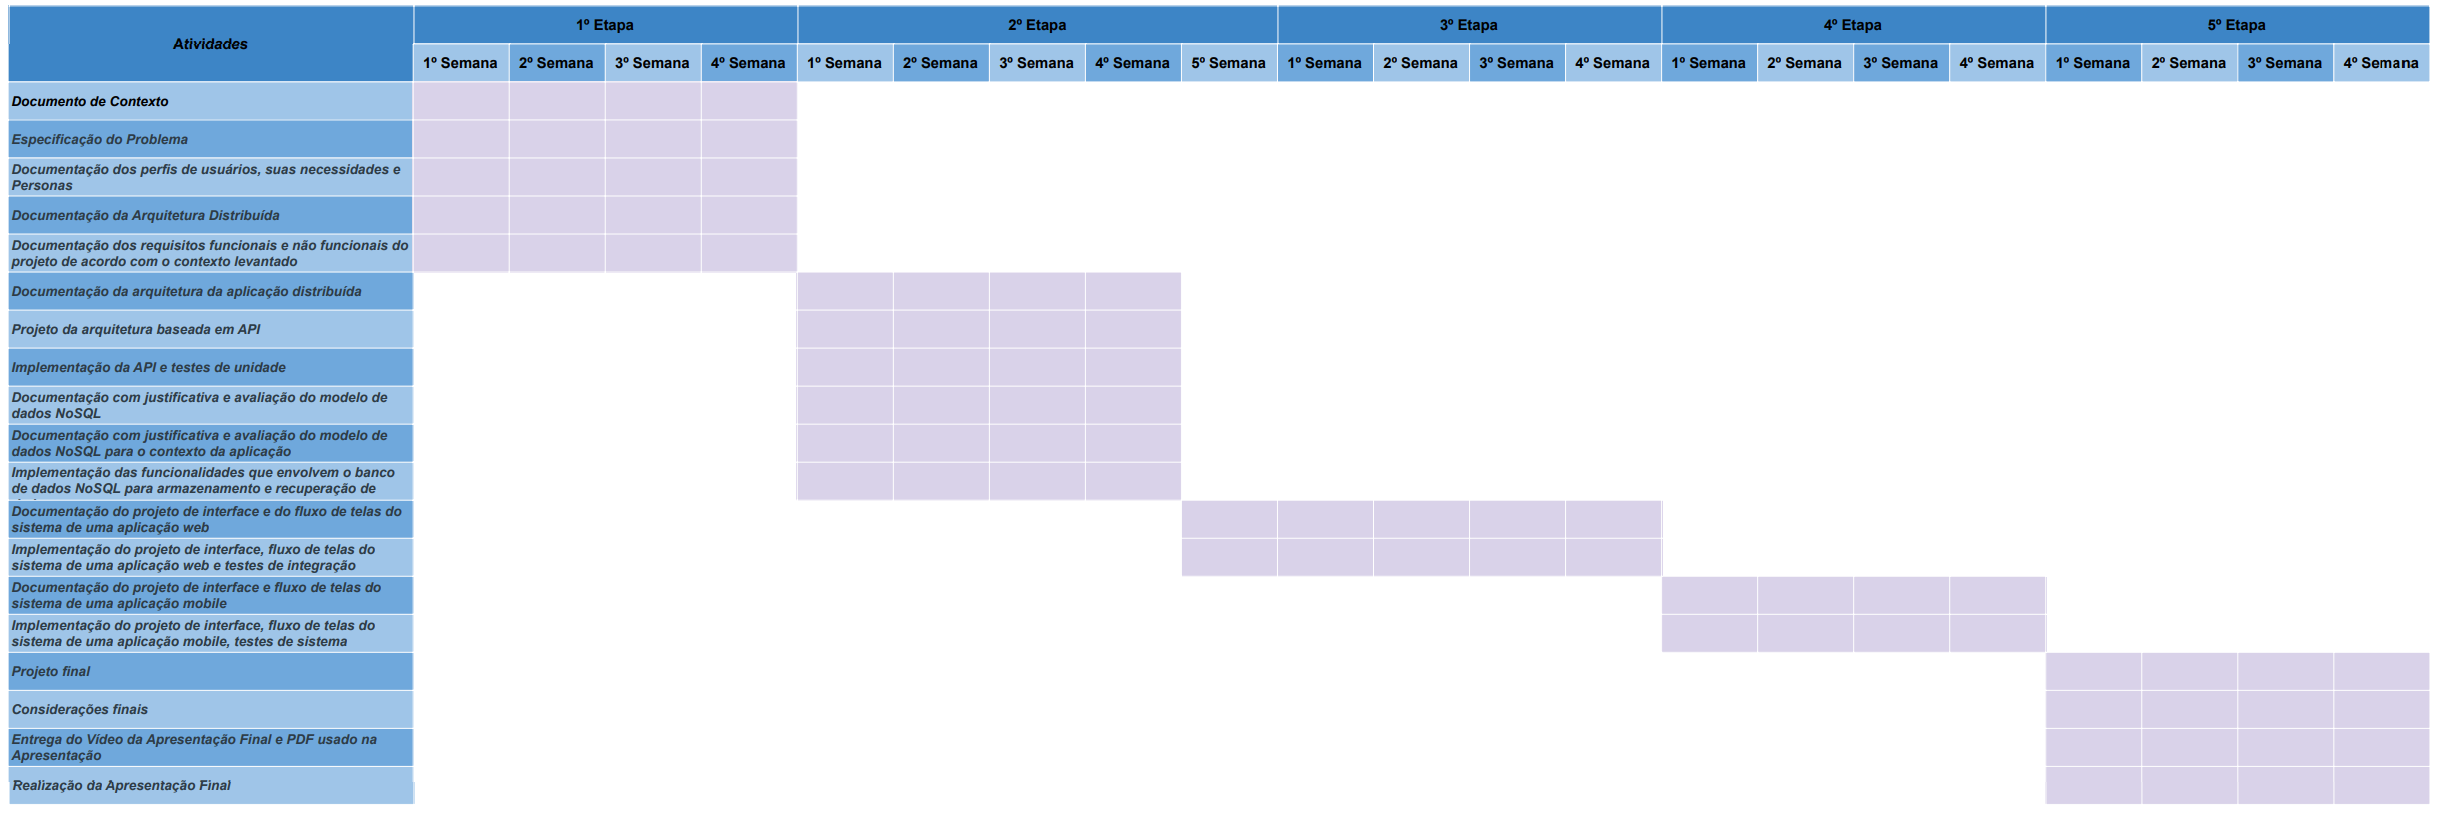 Atividades
1º Etapa
2º Etapa
3º Etapa
4º Etapa
5º Etapa
1º Semana
2º Semana
3º Semana
4º Semana
1º Semana
2º Semana
3º Semana
4º Semana
5º Semana
1º Semana
2º Semana
3º Semana
4º Semana
1º Semana
2º Semana
3º Semana
4º Semana
1º Semana
2º Semana
3º Semana
4º Semana
Documento de Contexto
Especificação do Problema
Documentação dos perfis de usuários, suas necessidades e
Personas
Documentação da Arquitetura Distribuída
Documentação dos requisitos funcionais e não funcionais do
projeto de acordo com o contexto levantado
Documentação da arquitetura da aplicação distribuída
Projeto da arquitetura baseada em API
Implementação da API e testes de unidade
Documentação com justificativa e avaliação do modelo de
dados NoSQL
Documentação com justificativa e avaliação do modelo de
dados NoSQL para o contexto da aplicação
Implementação das funcionalidades que envolvem o banco
de dados NoSQL para armazenamento e recuperação de
Documentação do projeto de interface e do fluxo de telas do
sistema de uma aplicação web
Implementação do projeto de interface, fluxo de telas do
sistema de uma aplicação web e testes de integração
Documentação do projeto de interface e fluxo de telas do
sistema de uma aplicação mobile
Implementação do projeto de interface, fluxo de telas do
sistema de uma aplicação mobile, testes de sistema
Projeto final
Considerações finais
Entrega do Vídeo da Apresentação Final e PDF usado na
Apresentação
Realização da Apresentação Final